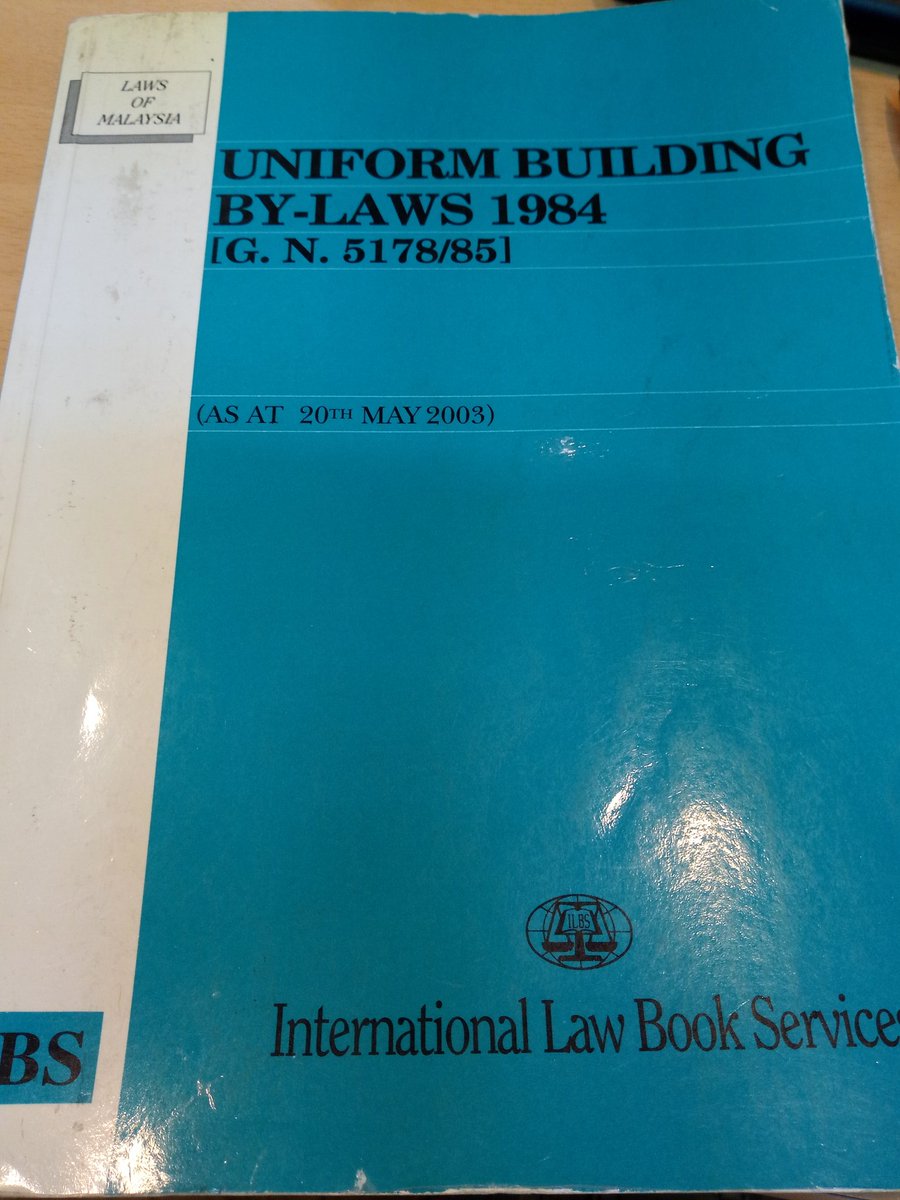 LAWS
OF
MALAYSIA
UNIFORM BUILDING
BY-LAWS 1984
[G. N. 5178/85]
(AS AT 20TH MAY 2003)
ILBS
International Law Book Services
BS